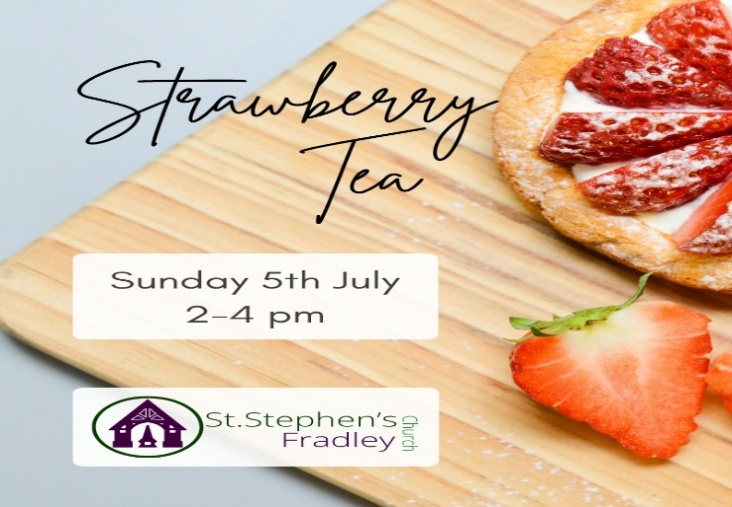 Strawberry
Tea
Sunday 5th July
2-4 pm
St.Stephen's
Church
Fradley